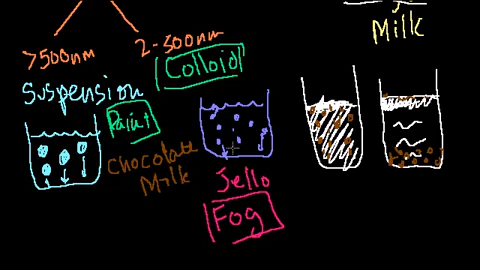 Milk
>500nm
2-500nm
Colloid
Suspension
Paint
Chocolate
Milk
Jello
Fog